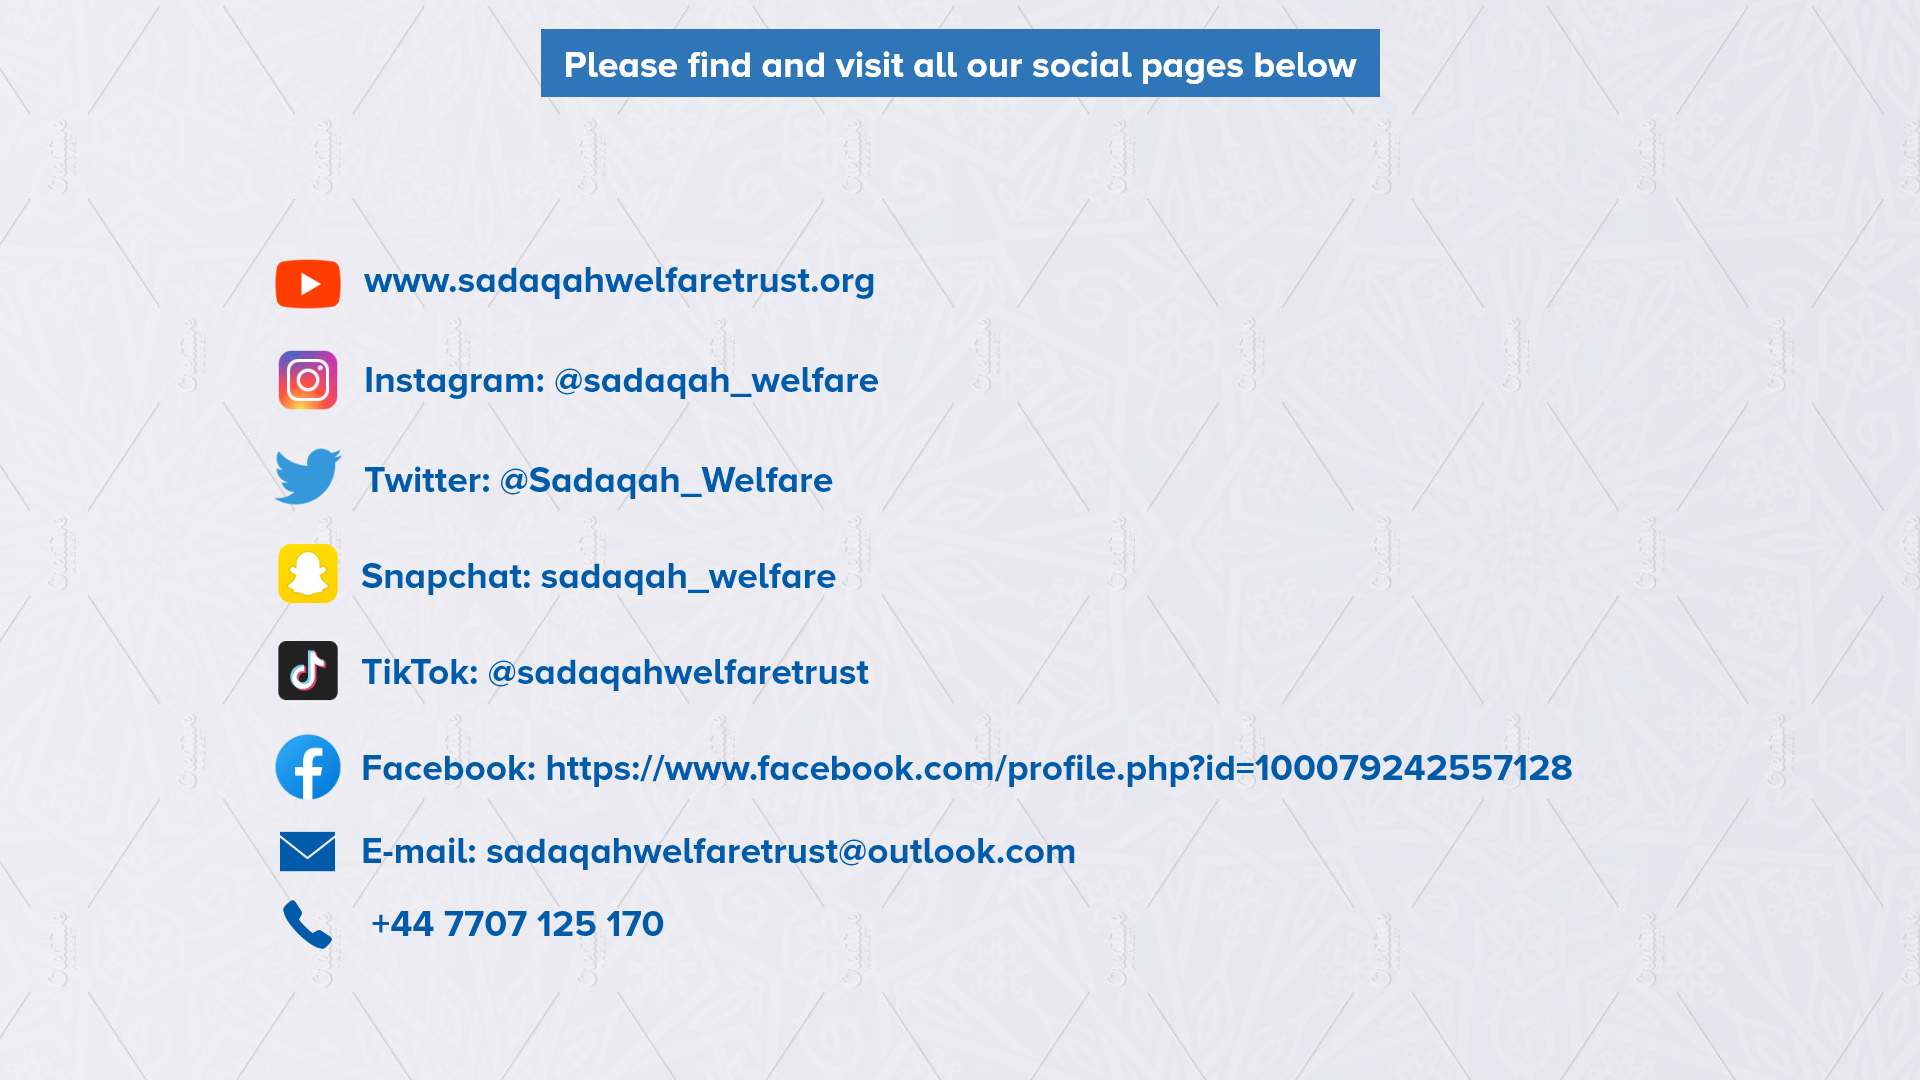 Please find and visit all our social pages below
www.sadaqahwelfaretrust.org
Instagram: @sadaqah_welfare
Twitter: @Sadaqah_Welfare
Snapchat: sadaqah_welfare
TikTok: @sadaqahwelfaretrust
Facebook: https://www.facebook.com/profile.php?id=100079242557128
E-mail: sadaqahwelfaretrust@outlook.com
+44 7707 125 170